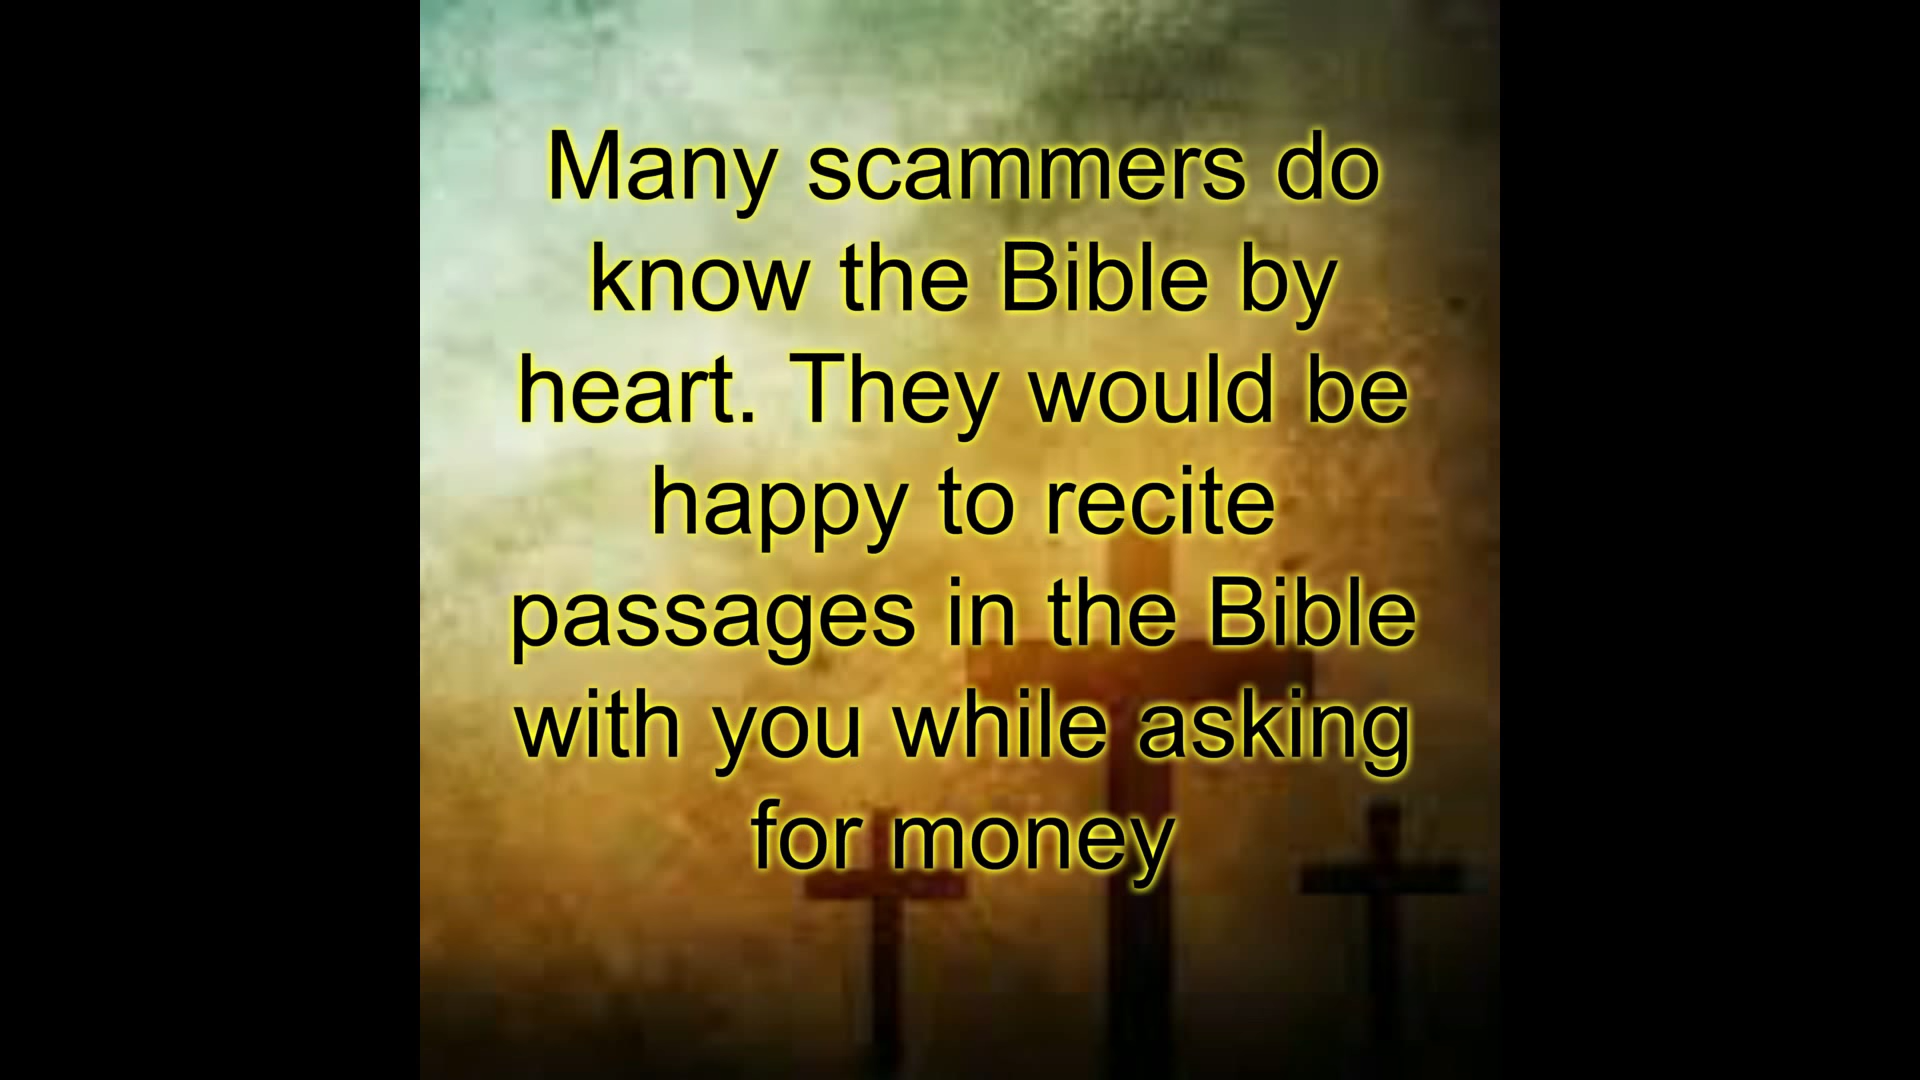 Many scammers do
know the Bible by
heart. They would be
happy to recite
passages in the Bible
with you while asking
for money